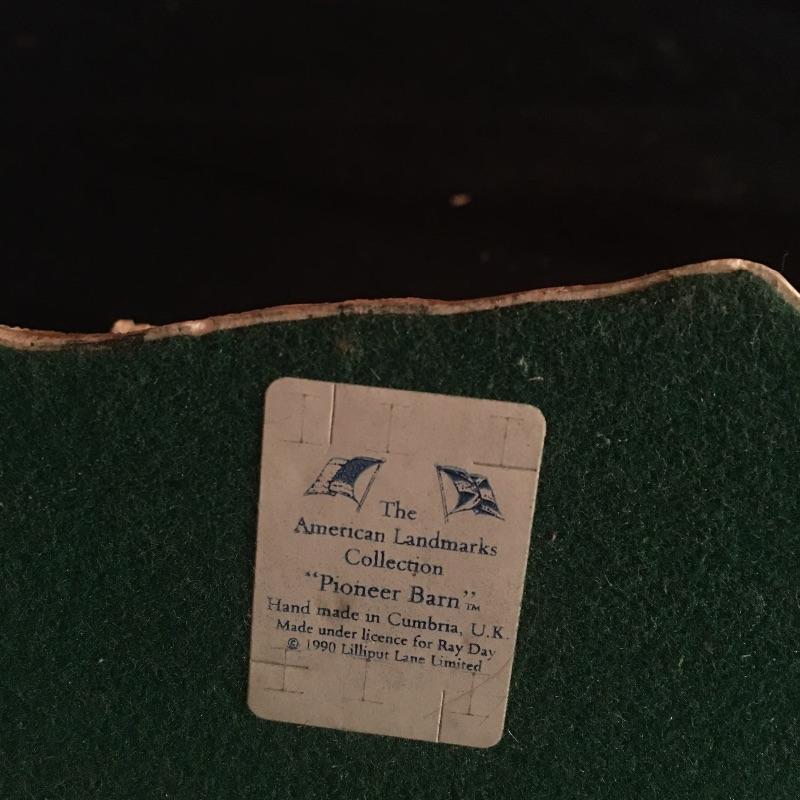 The
American Landmarks
Collection
"Pioneer Barn"™
Hand made in Cumbria, U.K.
Made under licence for Ray Day
© 1990 Lilliput Lane Limited